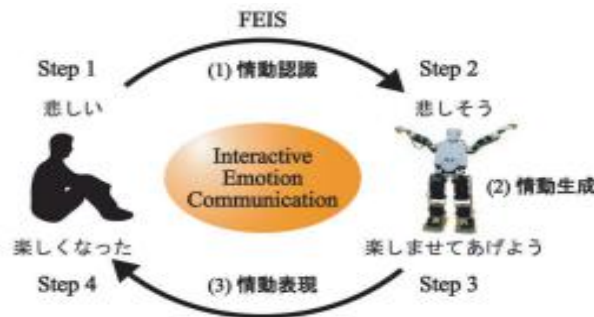 FEIS
Step 1
(1) 情動認識
Step 2
悲しい
悲しそう
Interactive
Emotion
Communication
(2) 情動生成
楽しくなった
楽しませてあげよう
Step 4
(3) 情動表現
Step 3